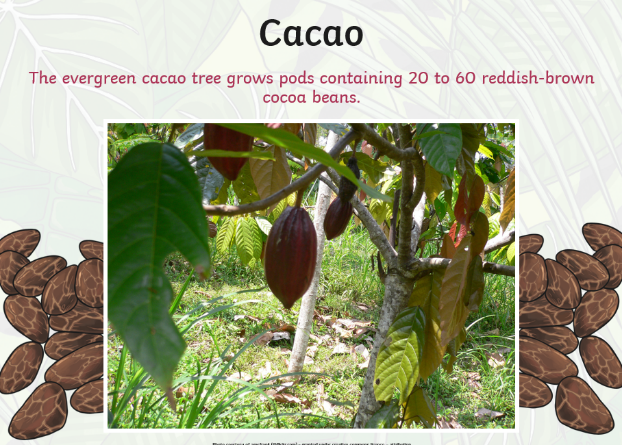 Cacao
The evergreen cacao tree grows pods containing 20 to 60 reddish-brown
cocoa beans.